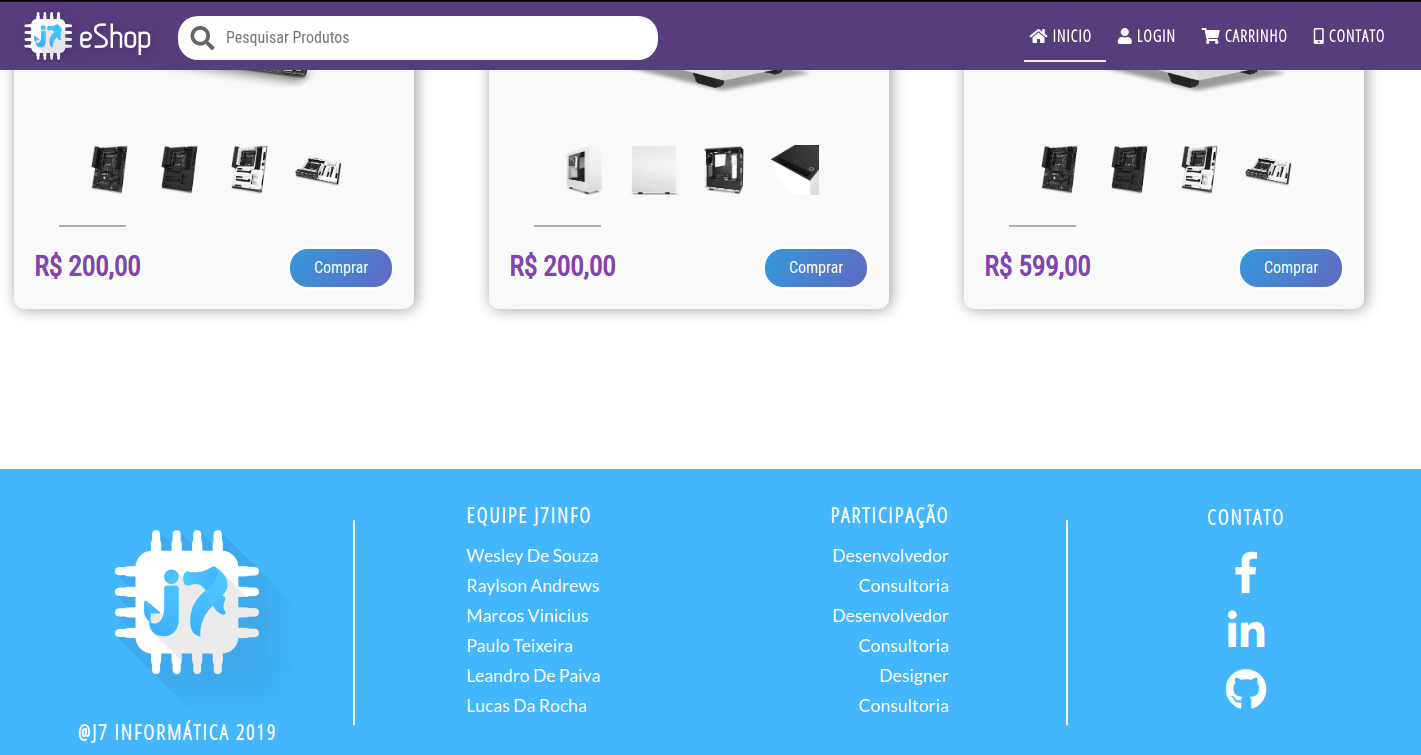 j7 eShop
Pesquisar Produtos
INICIO
LOGIN
CARRINHO
CONTATO
R$ 200,00
Comprar
R$ 200,00
Comprar
R$ 599,00
Comprar
j7
@J7 INFORMÁTICA 2019
EQUIPE J7INFO
PARTICIPAÇÃO
Wesley De Souza Desenvolvedor
Raylson Andrews Consultoria
Marcos Vinicius Desenvolvedor
Paulo Teixeira Consultoria
Leandro De Paiva Designer
Lucas Da Rocha Consultoria
CONTATO
f
in